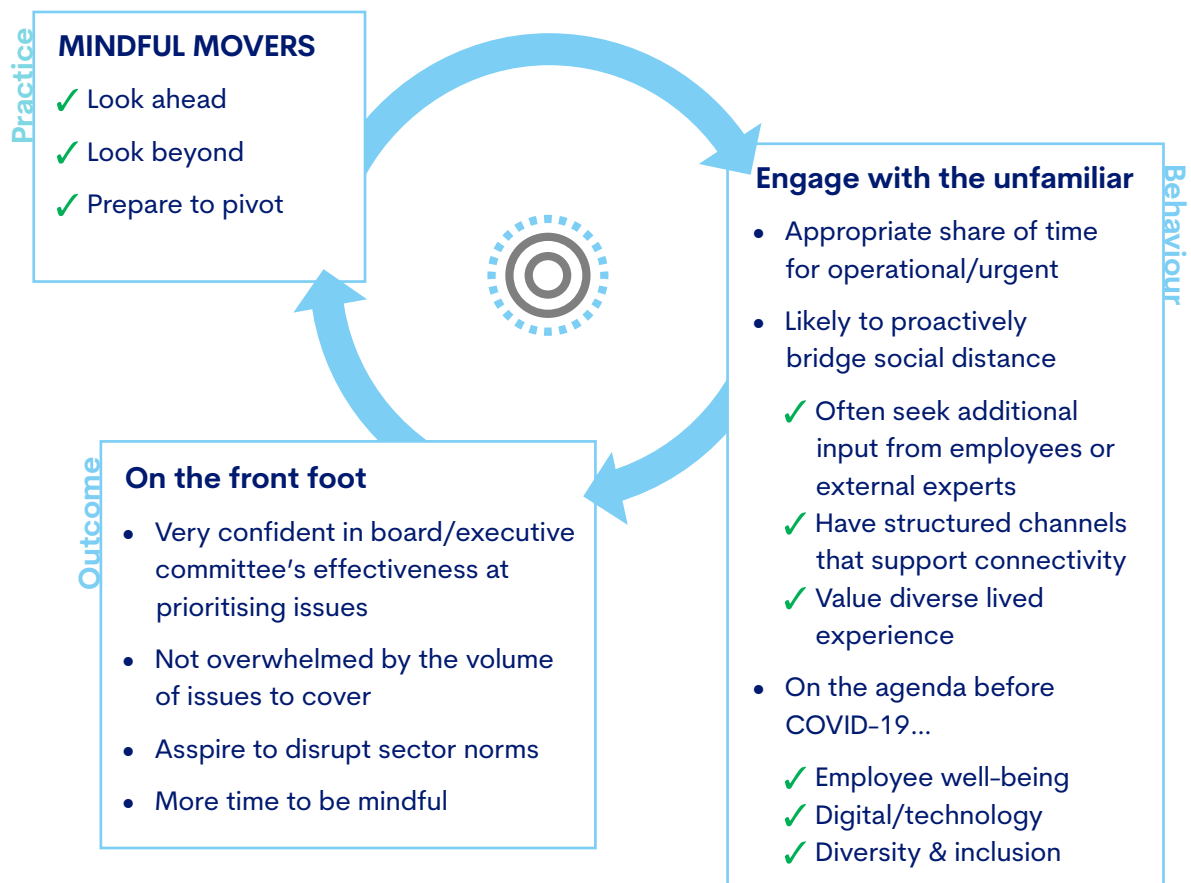 Practice
MINDFUL MOVERS
✓ Look ahead
✓ Look beyond
✓ Prepare to pivot
Behaviour
Engage with the unfamiliar
• Appropriate share of time
for operational/urgent
• Likely to proactively
bridge social distance
✓ Often seek additional
input from employees or
external experts
✓ Have structured channels
that support connectivity
✓ Value diverse lived
experience
• On the agenda before
COVID-19...
✓ Employee well-being
✓ Digital/technology
✓ Diversity & inclusion
Outcome
On the front foot
• Very confident in board/executive
committee's effectiveness at
prioritising issues
• Not overwhelmed by the volume
of issues to cover
• Asspire to disrupt sector norms
• More time to be mindful